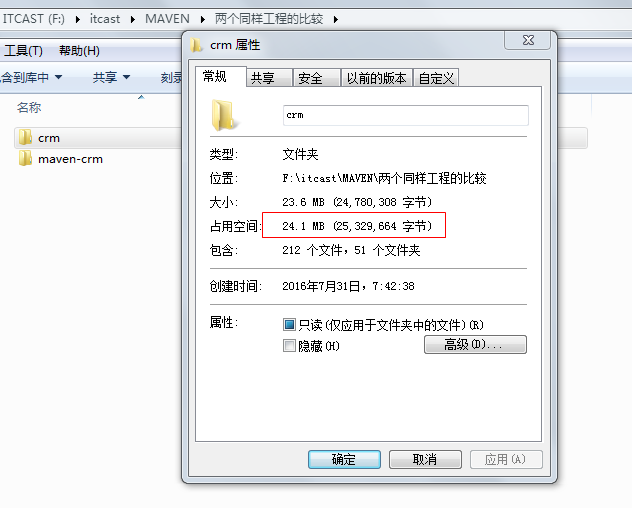 ITCAST (F:) ▸ itcast ▸ MAVEN ▸ 两个同样工程的比较
工具(T) 帮助(H)
含到库中 共享 刻录
名称
crm
maven-crm
crm 属性
常规 共享 安全 以前的版本 自定义
crm
类型: 文件夹
位置: F:\itcast\MAVEN\两个同样工程的比较
大小: 23.6 MB (24,780,308 字节)
占用空间: 24.1 MB (25,329,664 字节)
包含: 212 个文件，51 个文件夹
创建时间: 2016年7月31日，7:42:38
属性: 只读(仅应用于文件夹中的文件)(R)
隐藏(H) 高级(D)...
确定 取消 应用(A)